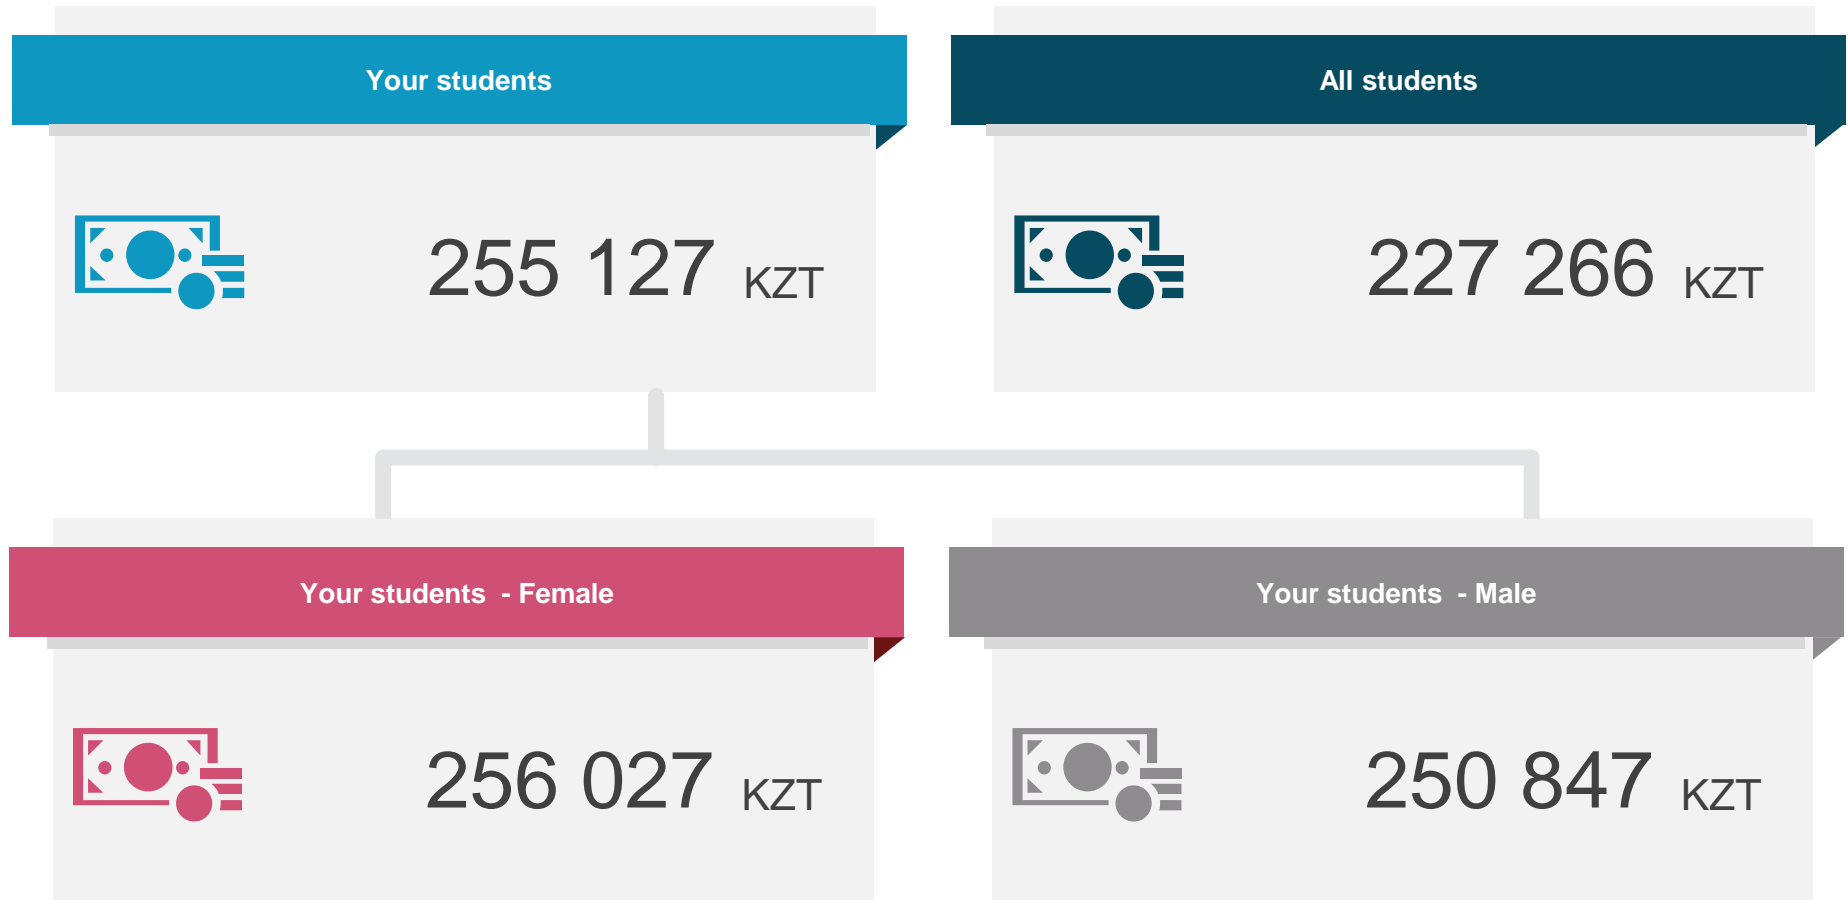 Your students
All students
255 127 KZT
227 266 KZT
Your students - Female
Your students - Male
256 027 KZT
250 847 KZT